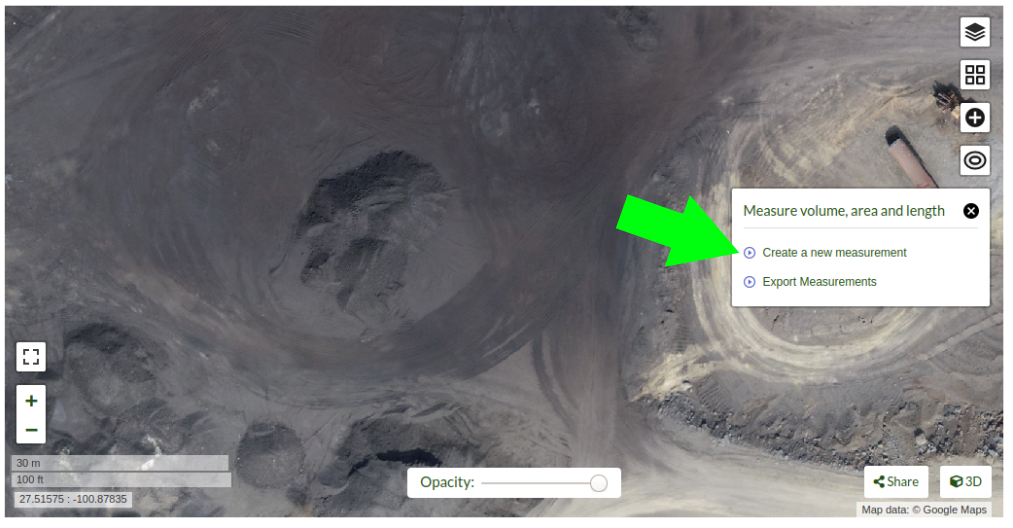 Measure volume, area and length
Create a new measurement
Export Measurements
30 m
100 ft
27.51575 : -100.87835
Opacity:
Share
3D
Map data: © Google Maps